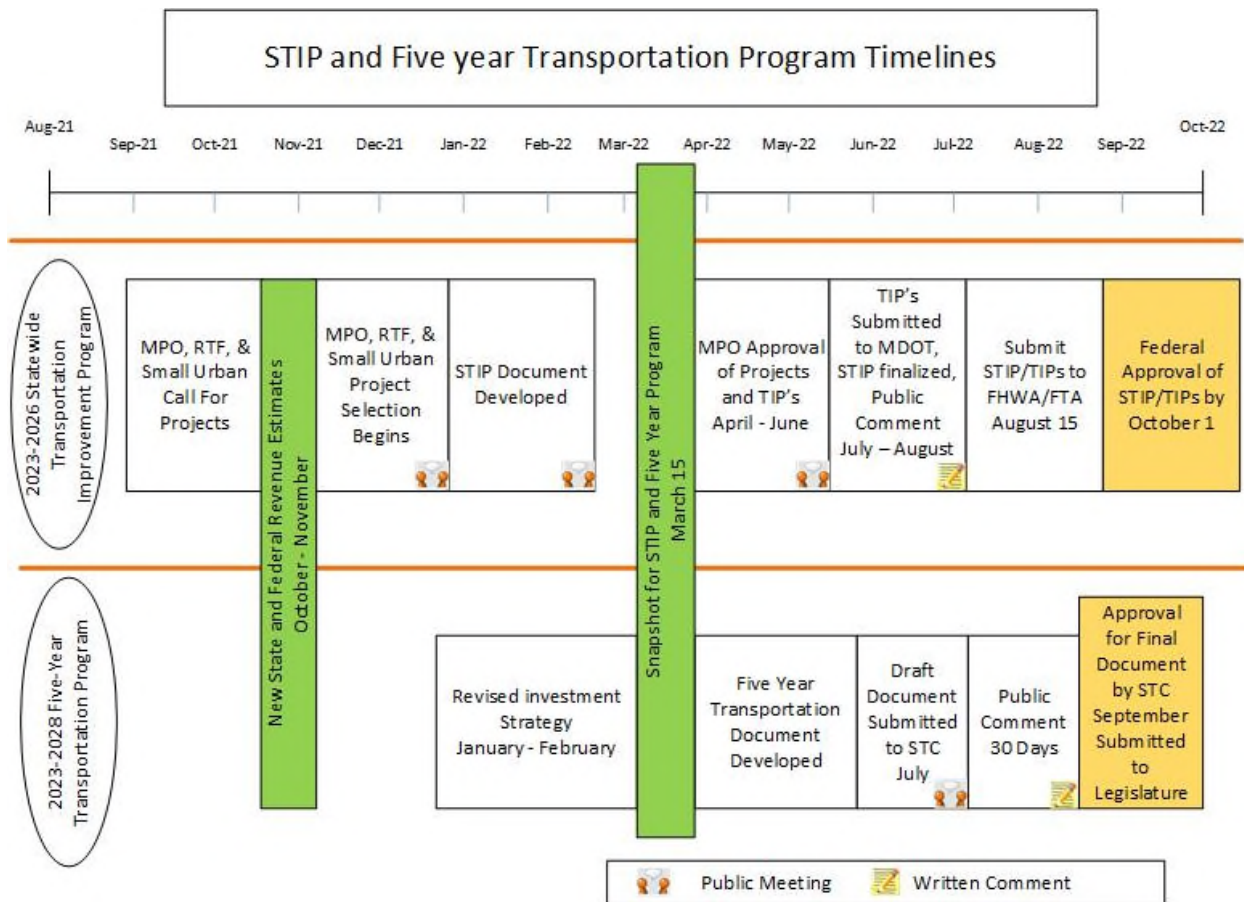 STIP and Five year Transportation Program Timelines
Aug-21
Sep-21
Oct-21
Nov-21
Dec-21
Jan-22
Feb-22
Mar-22
Apr-22
May-22
Jun-22
Jul-22
Aug-22
Sep-22
Oct-22
2023-2026 Statewide
Transportation
Improvement Program
MPO, RTF, &
Small Urban
Call For
Projects
New State and Federal Revenue Estimates
October - November
MPO, RTF, &
Small Urban
Project
Selection
Begins
STIP Document
Developed
Snapshot for STIP and Five Year Program
March 15
MPO Approval
of Projects
and TIP's
April - June
TIP's
Submitted
to MDOT,
STIP finalized,
Public
Comment
July – August
Submit
STIP/TIPs to
FHWA/FTA
August 15
Federal
Approval of
STIP/TIPs by
October 1
2023-2028 Five-Year
Transportation Program
Revised investment
Strategy
January - February
Five Year
Transportation
Document
Developed
Draft
Document
Submitted
to STC
July
Public
Comment
30 Days
Approval
for Final
Document
by STC
September
Submitted
to
Legislature
Public Meeting
Written Comment